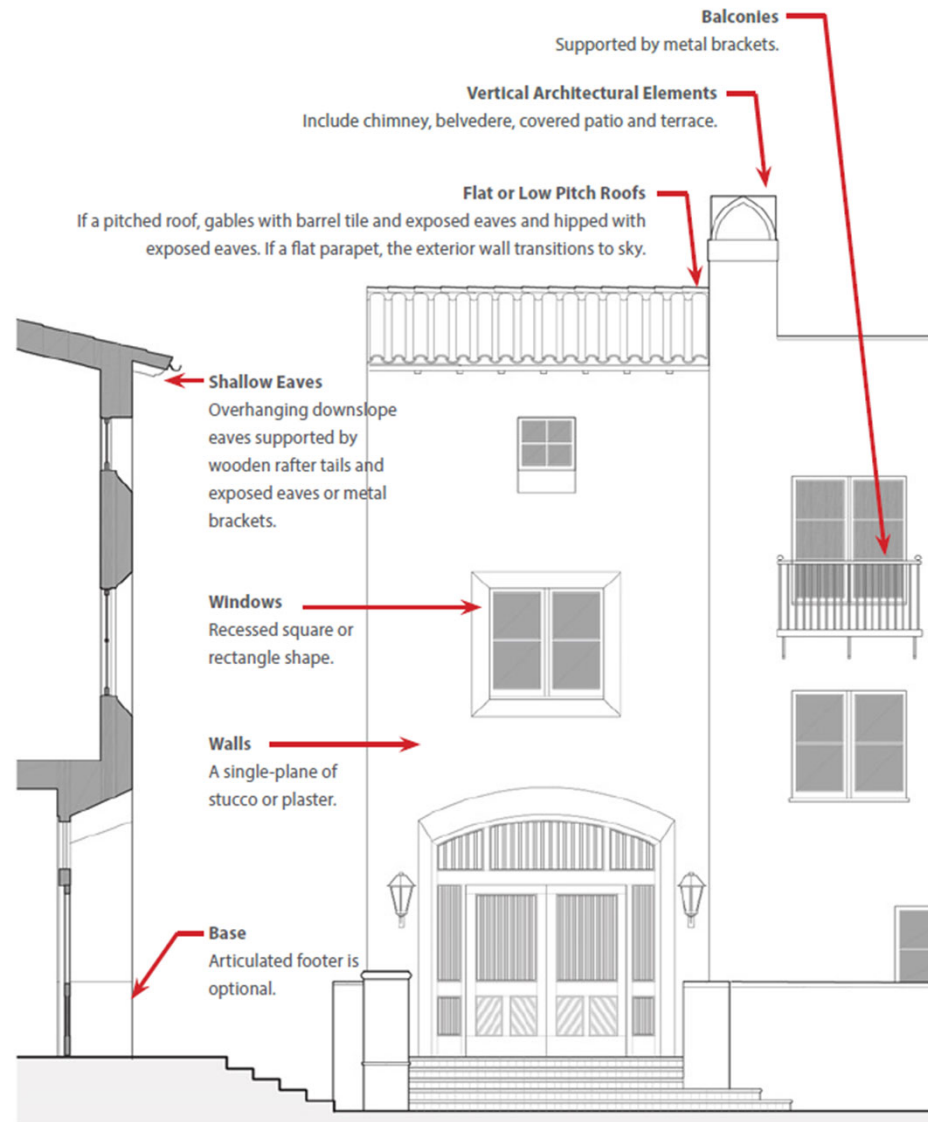 Balconies
Supported by metal brackets.
Vertical Architectural Elements
Include chimney, belvedere, covered patio and terrace.
Flat or Low Pitch Roofs
If a pitched roof, gables with barrel tile and exposed eaves and hipped with
exposed eaves. If a flat parapet, the exterior wall transitions to sky.
Shallow Eaves
Overhanging downslope
eaves supported by
wooden rafter tails and
exposed eaves or metal
brackets.
Windows
Recessed square or
rectangle shape.
Walls
A single-plane of
stucco or plaster.
Base
Articulated footer is
optional.